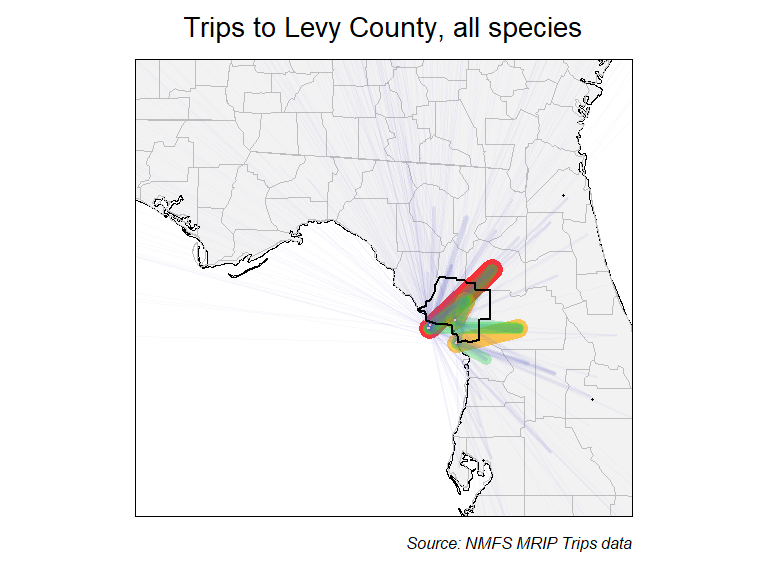 Trips to Levy County, all species
Source: NMFS MRIP Trips data